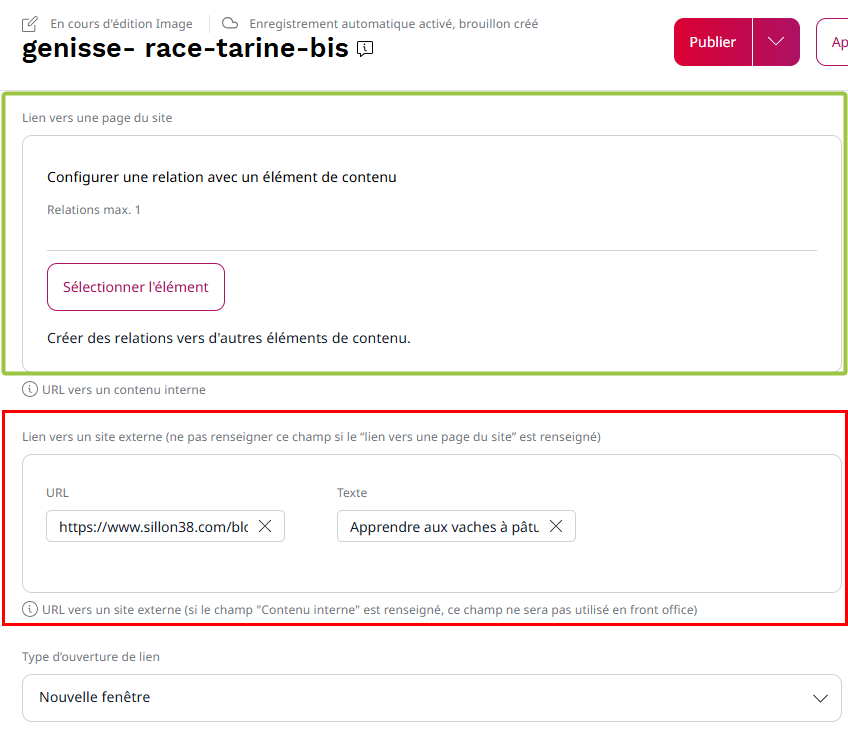 En cours d'édition Image
Enregistrement automatique activé, brouillon créé
genisse- race-tarine-bis
Publier
Ap
Lien vers une page du site
Configurer une relation avec un élément de contenu
Relations max. 1
Sélectionner l'élément
Créer des relations vers d'autres éléments de contenu.
URL vers un contenu interne
Lien vers un site externe (ne pas renseigner ce champ si le “lien vers une page du site” est renseigné)
URL
Texte
https://www.sillon38.com/blo
Apprendre aux vaches à pâtu
URL vers un site externe (si le champ "Contenu interne" est renseigné, ce champ ne sera pas utilisé en front office)
Type d’ouverture de lien
Nouvelle fenêtre